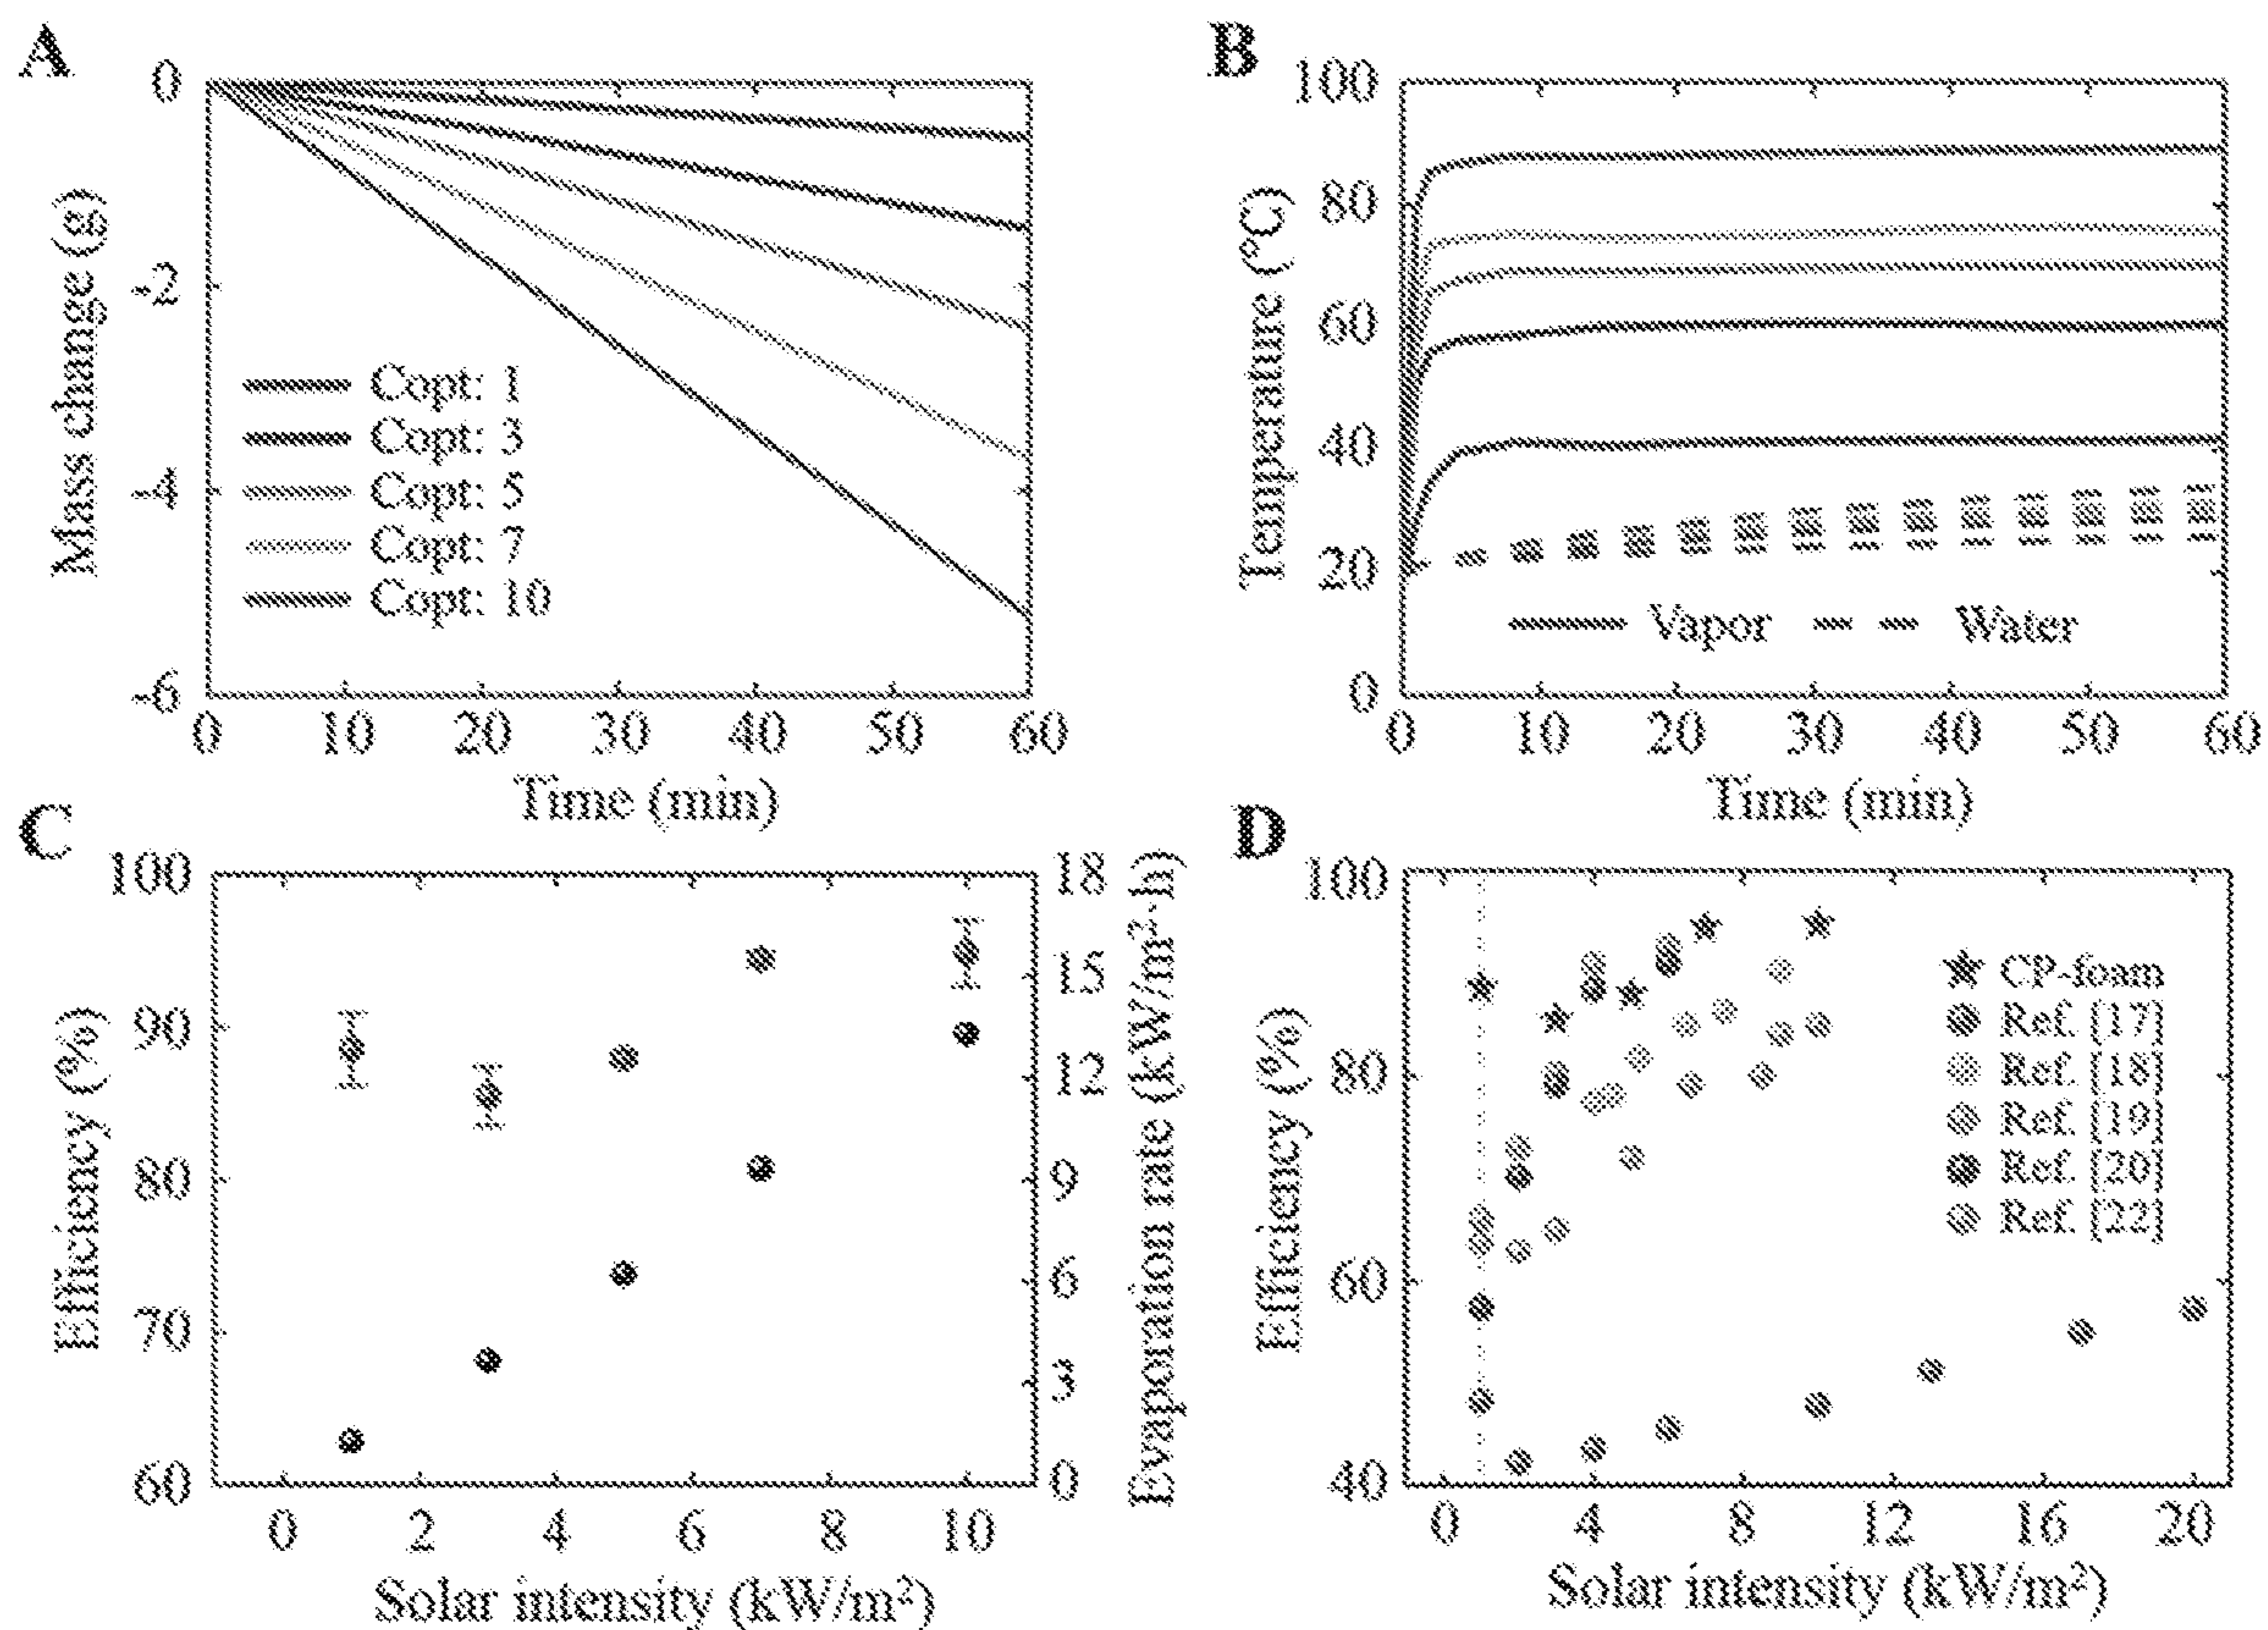 A
0
-2
-4
-6
Mass change (g)
Copt: 1
Copt: 3
Copt: 5
Copt: 7
Copt: 10
0 10 20 30 40 50 60
Time (min)
B
100
80
60
40
20
0
Temperature (°C)
Vapor Water
0 10 20 30 40 50 60
Time (min)
C
100
90
80
70
60
Efficiency (%)
18
15
12
9
6
3
0
Evaporation rate (kW/m²·h)
0 2 4 6 8 10
Solar intensity (kW/m²)
D
100
80
60
40
Efficiency (%)
CP-foam
Ref. [17]
Ref. [18]
Ref. [19]
Ref. [20]
Ref. [22]
0 4 8 12 16 20
Solar intensity (kW/m²)